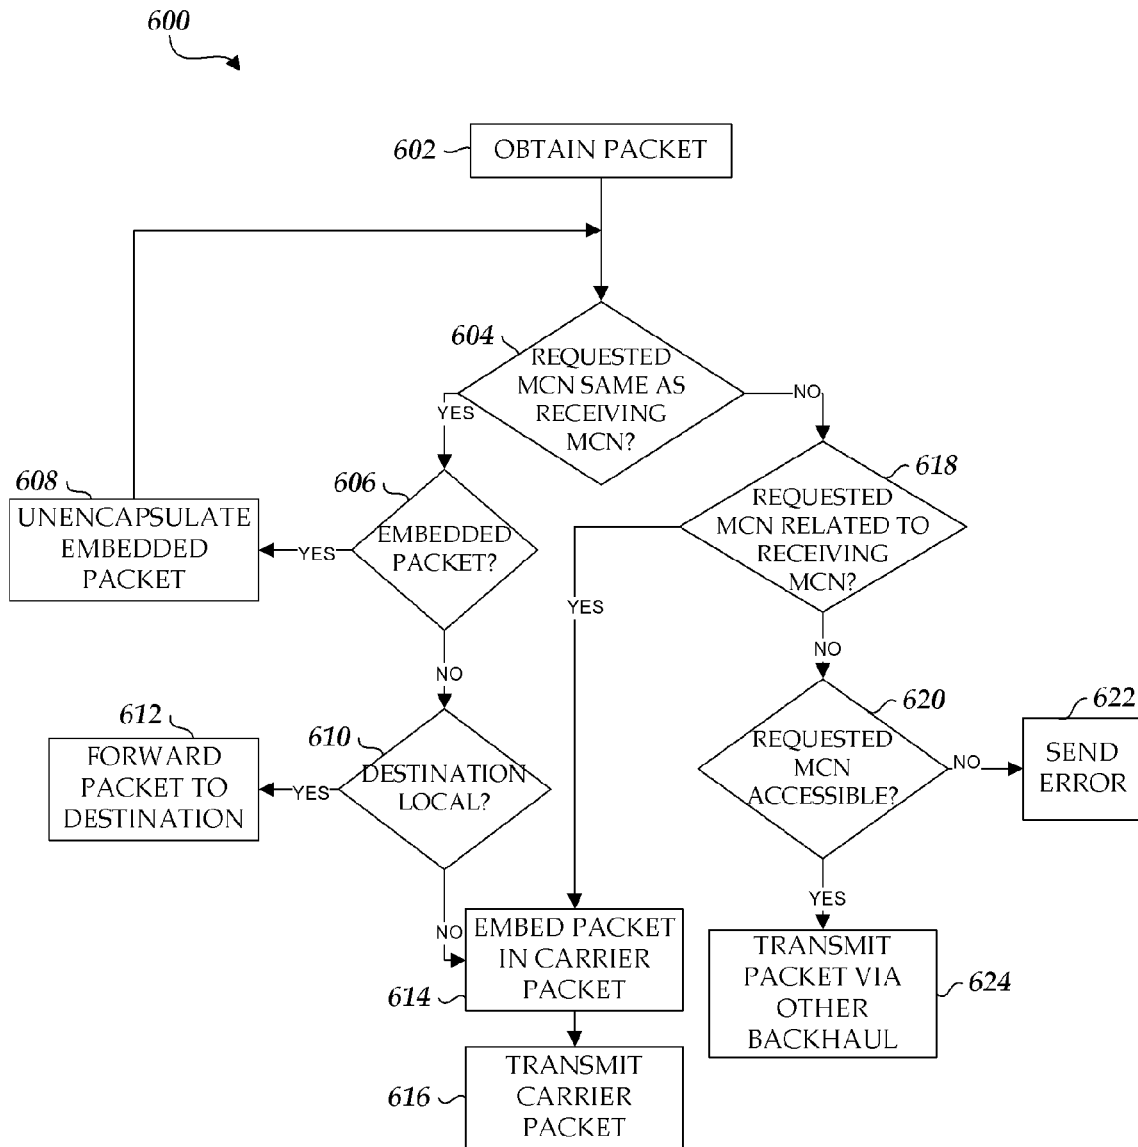 600
602
OBTAIN PACKET
604
REQUESTED
MCN SAME AS
RECEIVING
MCN?
YES
NO
608
UNENCAPSULATE
EMBEDDED
PACKET
606
EMBEDDED
PACKET?
YES
NO
618
REQUESTED
MCN RELATED TO
RECEIVING
MCN?
YES
NO
612
FORWARD
PACKET TO
DESTINATION
610
DESTINATION
LOCAL?
YES
NO
620
REQUESTED
MCN
ACCESSIBLE?
NO
YES
622
SEND
ERROR
614
EMBED PACKET
IN CARRIER
PACKET
616
TRANSMIT
CARRIER
PACKET
TRANSMIT
PACKET VIA
OTHER
BACKHAUL
624